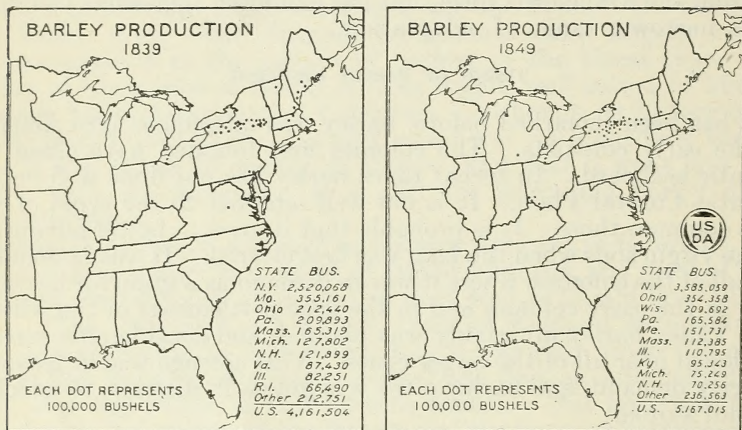 BARLEY PRODUCTION
1839
STATE BUS.
N.Y. 2,520,068
Me. 355,161
Ohio 212,440
Pa. 209,893
Mass. 165,319
Mich. 127,802
N.H. 121,899
Va. 87,430
Ill. 82,251
R.I. 66,490
Other 212,751
U.S. 4,161,504
EACH DOT REPRESENTS
100,000 BUSHELS
BARLEY PRODUCTION
1849
US
DA
STATE BUS.
N.Y 3,585,059
Ohio 354,358
Wis. 209,692
Pa. 165,584
Me. 151,731
Mass. 112,385
Ill. 110,795
Ky 95,343
Mich. 75,249
N.H. 70,256
Other 236,563
U.S. 5,167,015
EACH DOT REPRESENTS
100,000 BUSHELS